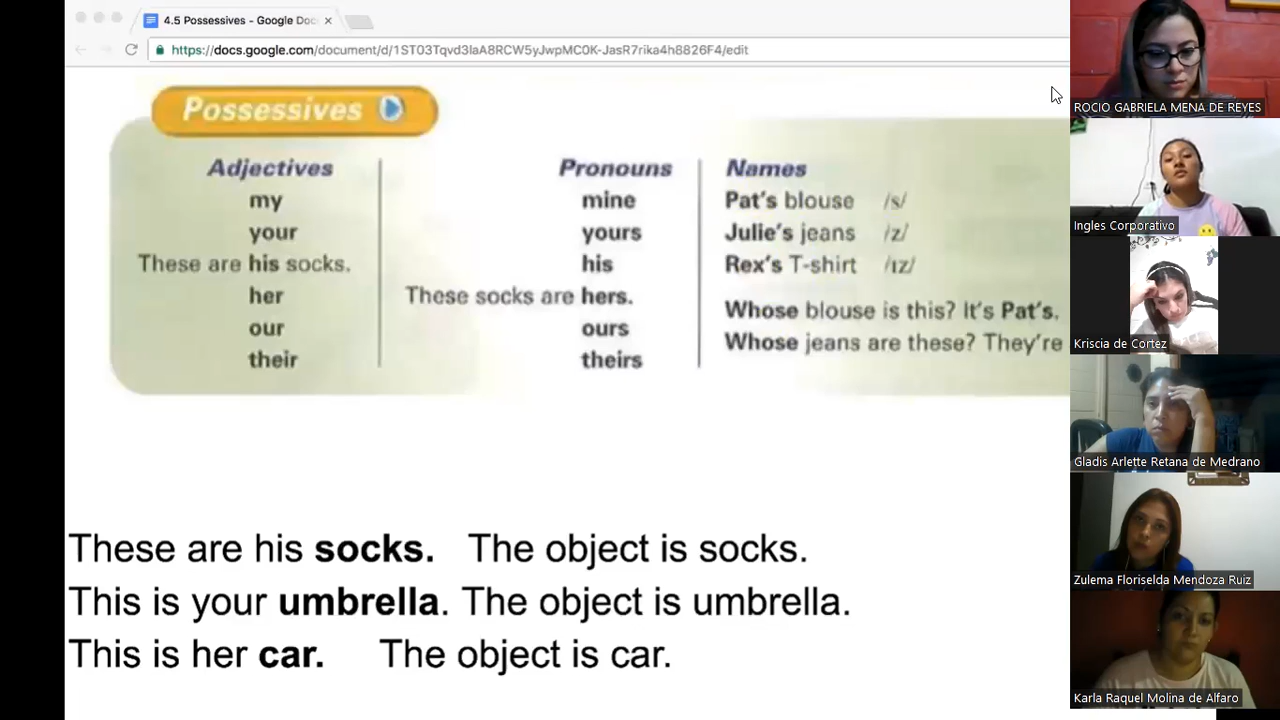 4.5 Possessives - Google Doc
https://docs.google.com/document/d/1ST03Tqvd3laA8RCW5yJwpMC0K-JasR7rika4h8826F4/edit
Possessives
Adjectives
my
your
These are his socks.
her
our
their
Pronouns
mine
yours
his
These socks are hers.
ours
theirs
Names
Pat's blouse /s/
Julie's jeans /z/
Rex's T-shirt /ɪz/
Whose blouse is this? It's Pat's.
Whose jeans are these? They're
These are his socks. The object is socks.
This is your umbrella. The object is umbrella.
This is her car. The object is car.
ROCIO GABRIELA MENA DE REYES
Ingles Corporativo
Kriscia de Cortez
Gladis Arlette Retana de Medrano
Zulema Floriselda Mendoza Ruiz
Karla Raquel Molina de Alfaro